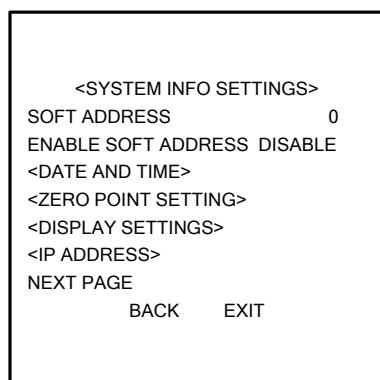 <SYSTEM INFO SETTINGS>
SOFT ADDRESS 0
ENABLE SOFT ADDRESS DISABLE
<DATE AND TIME>
<ZERO POINT SETTING>
<DISPLAY SETTINGS>
<IP ADDRESS>
NEXT PAGE
BACK EXIT